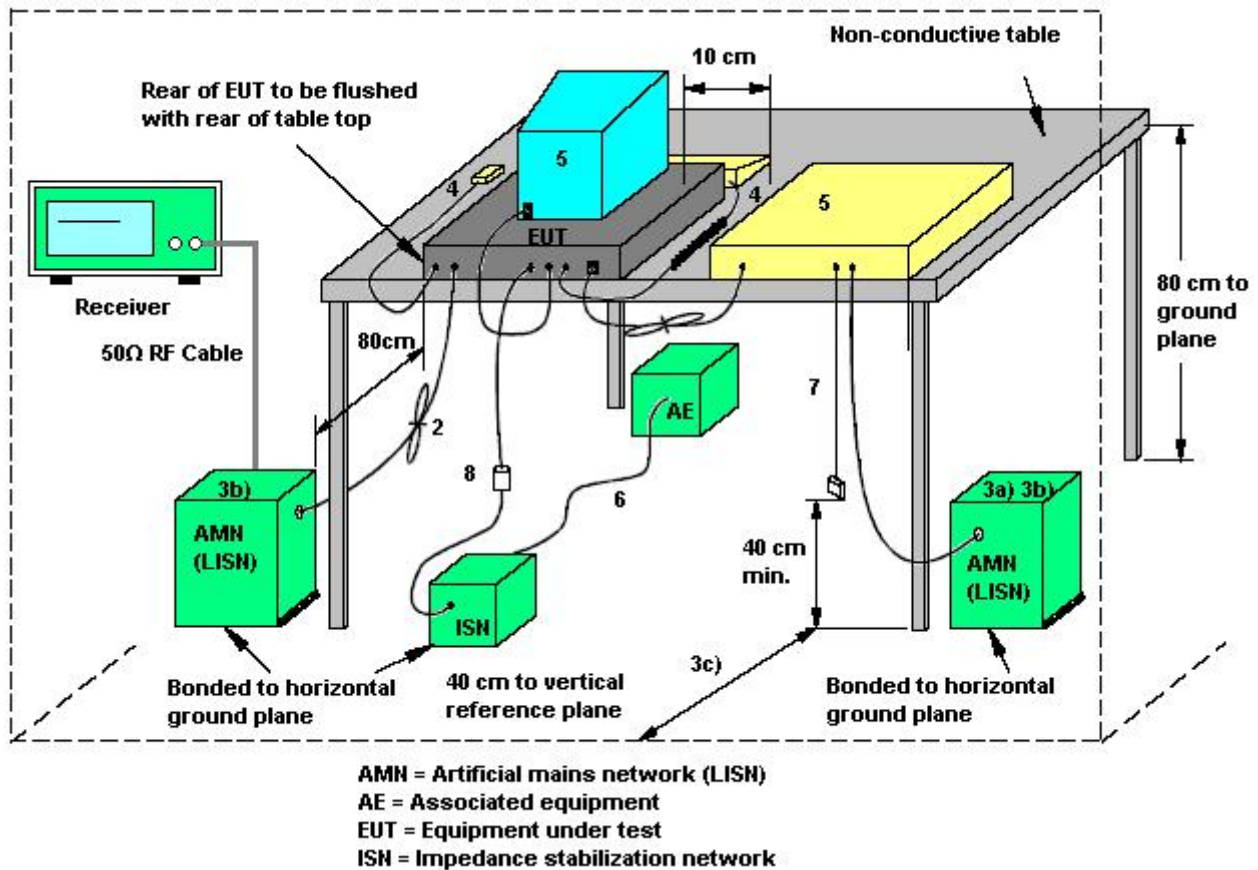 Non-conductive table
10 cm
Rear of EUT to be flushed
with rear of table top
5
4
4
5
EUT
Receiver
80 cm to
ground
plane
50Ω RF Cable
80cm
AE
7
2
8
3b)
6
3a) 3b)
AMN
(LISN)
40 cm
min.
AMN
(LISN)
ISN
3c)
Bonded to horizontal
ground plane
40 cm to vertical
reference plane
Bonded to horizontal
ground plane
AMN = Artificial mains network (LISN)
AE = Associated equipment
EUT = Equipment under test
ISN = Impedance stabilization network